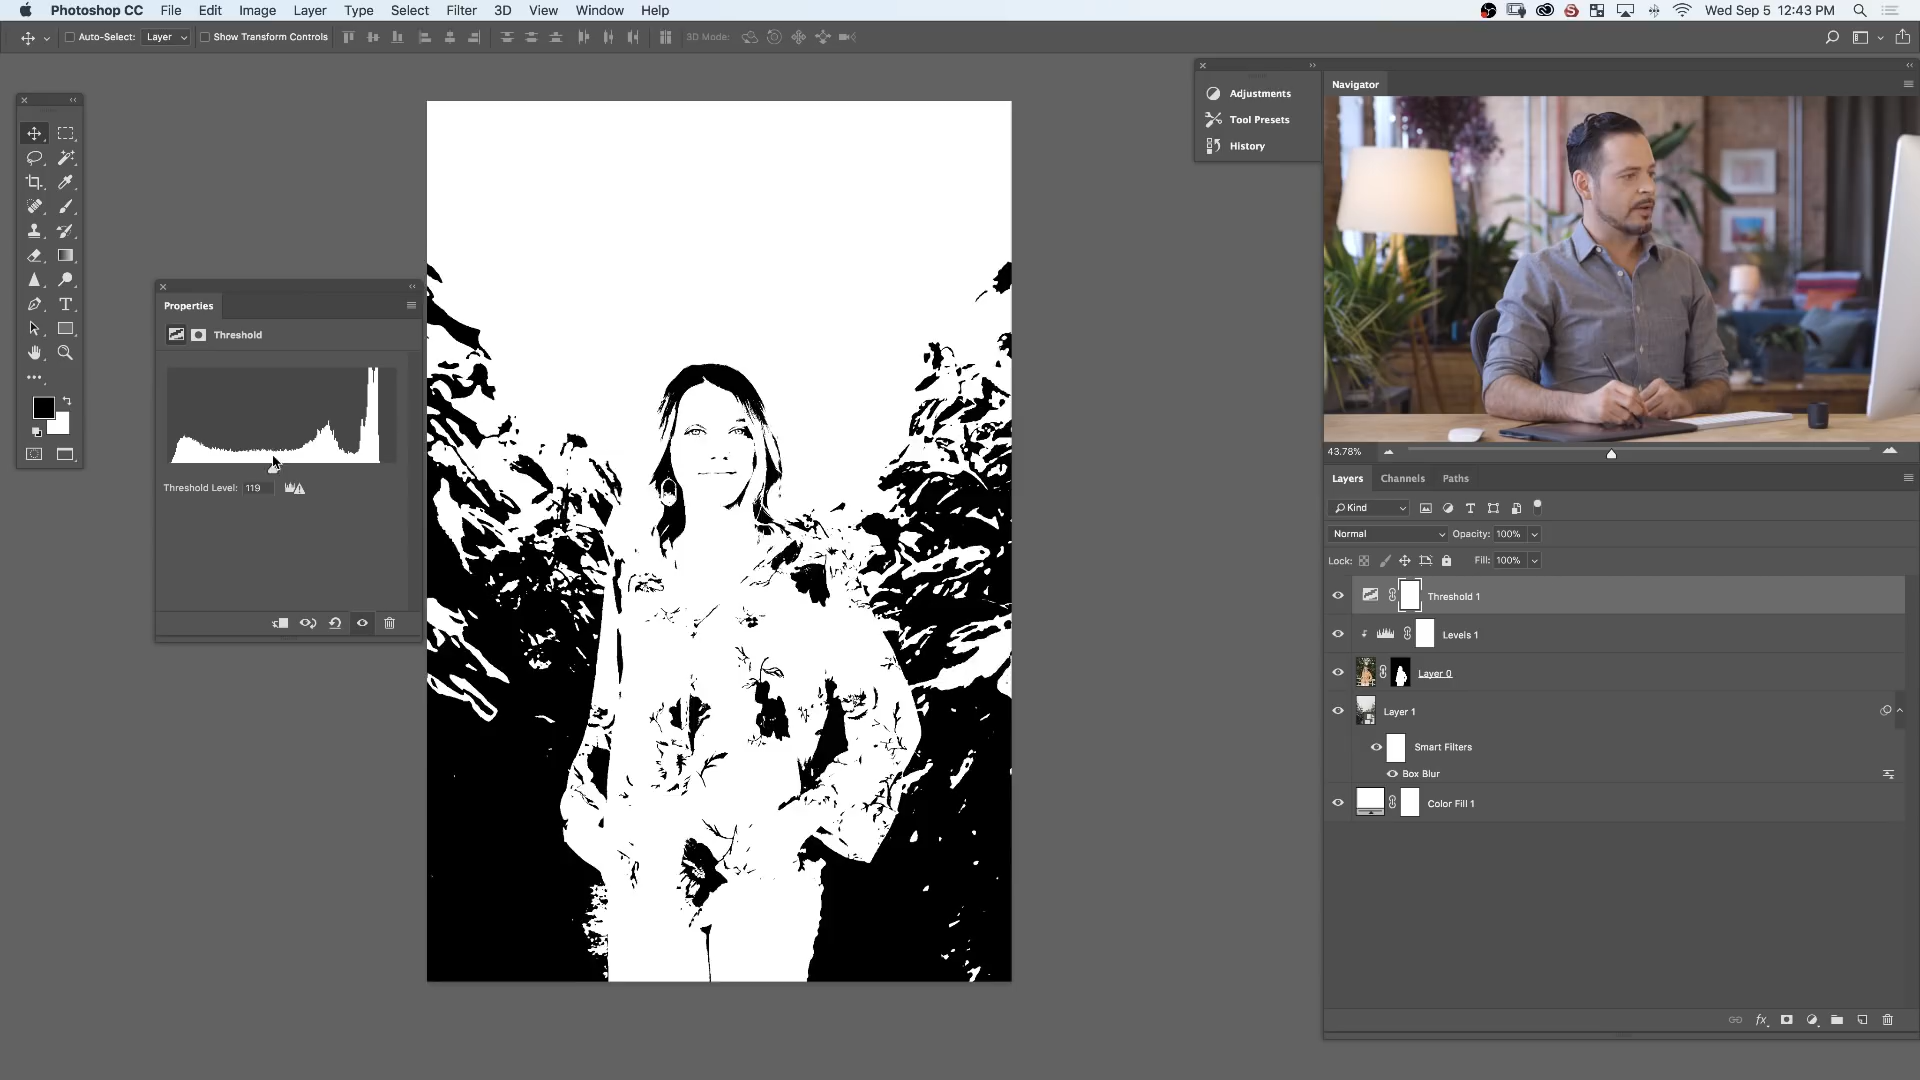 Photoshop CC File Edit Image Layer Type Select Filter 3D View Window Help Wed Sep 5 12:43 PM
Auto-Select: Layer Show Transform Controls 3D Mode:
Adjustments
Tool Presets
History
Navigator
Properties
Threshold
Threshold Level: 119
43.78%
Layers Channels Paths
Kind
Normal Opacity: 100%
Lock: Fill: 100%
Threshold 1
Levels 1
Layer 0
Layer 1
Smart Filters
Box Blur
Color Fill 1
fx